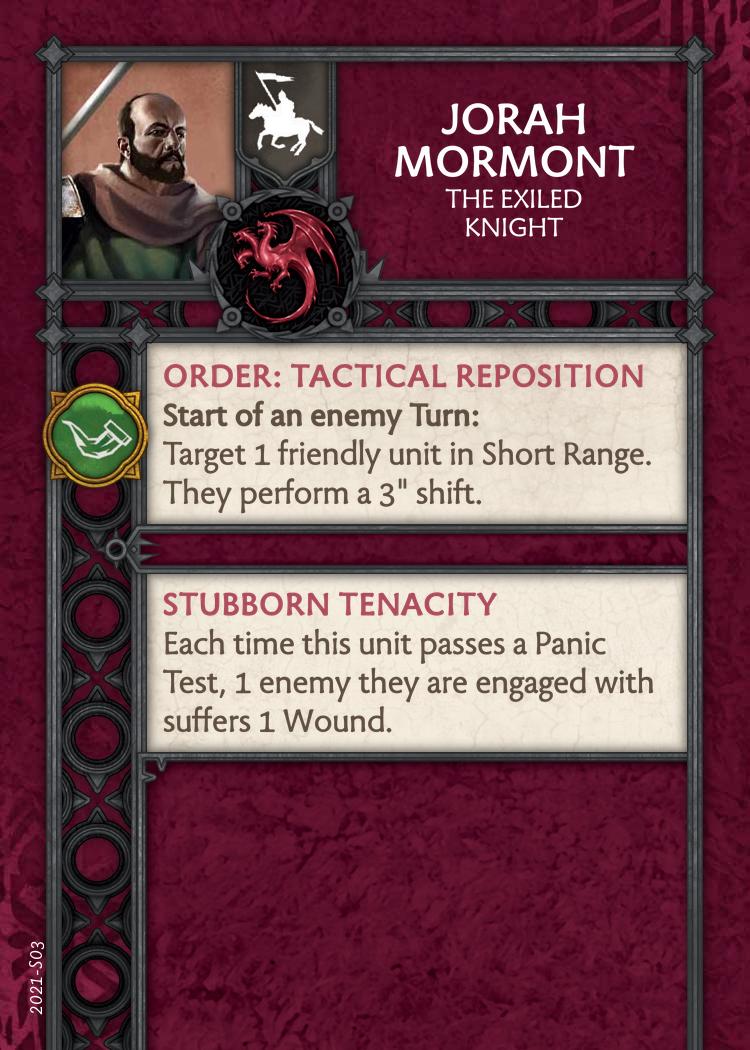 JORAH
MORMONT
THE EXILED
KNIGHT
ORDER: TACTICAL REPOSITION
Start of an enemy Turn:
Target 1 friendly unit in Short Range.
They perform a 3" shift.
STUBBORN TENACITY
Each time this unit passes a Panic
Test, 1 enemy they are engaged with
suffers 1 Wound.
2021-S03